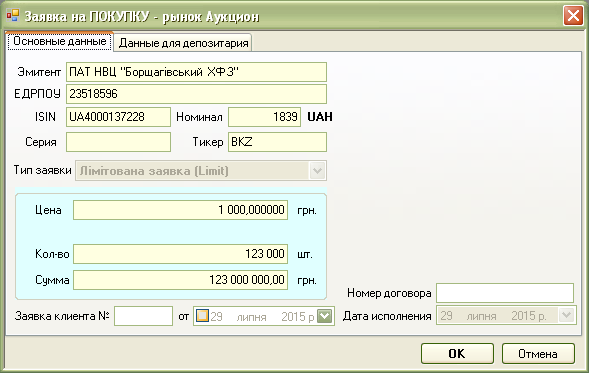 Заявка на ПОКУПКУ - рынок Аукцион
Основные данные Данные для депозитария
Эмитент ПАТ НВЦ "Борщагівський ХФЗ"
ЕДРПОУ 23518596
ISIN UA4000137228 Номинал 1839 UAH
Серия Тикер BKZ
Тип заявки Лімітована заявка (Limit)
Цена 1 000,000000 грн.
Кол-во 123 000 шт.
Сумма 123 000 000,00 грн.
Номер договора
Заявка клиента № от 29 липня 2015 р Дата исполнения 29 липня 2015 р.
OK Отмена